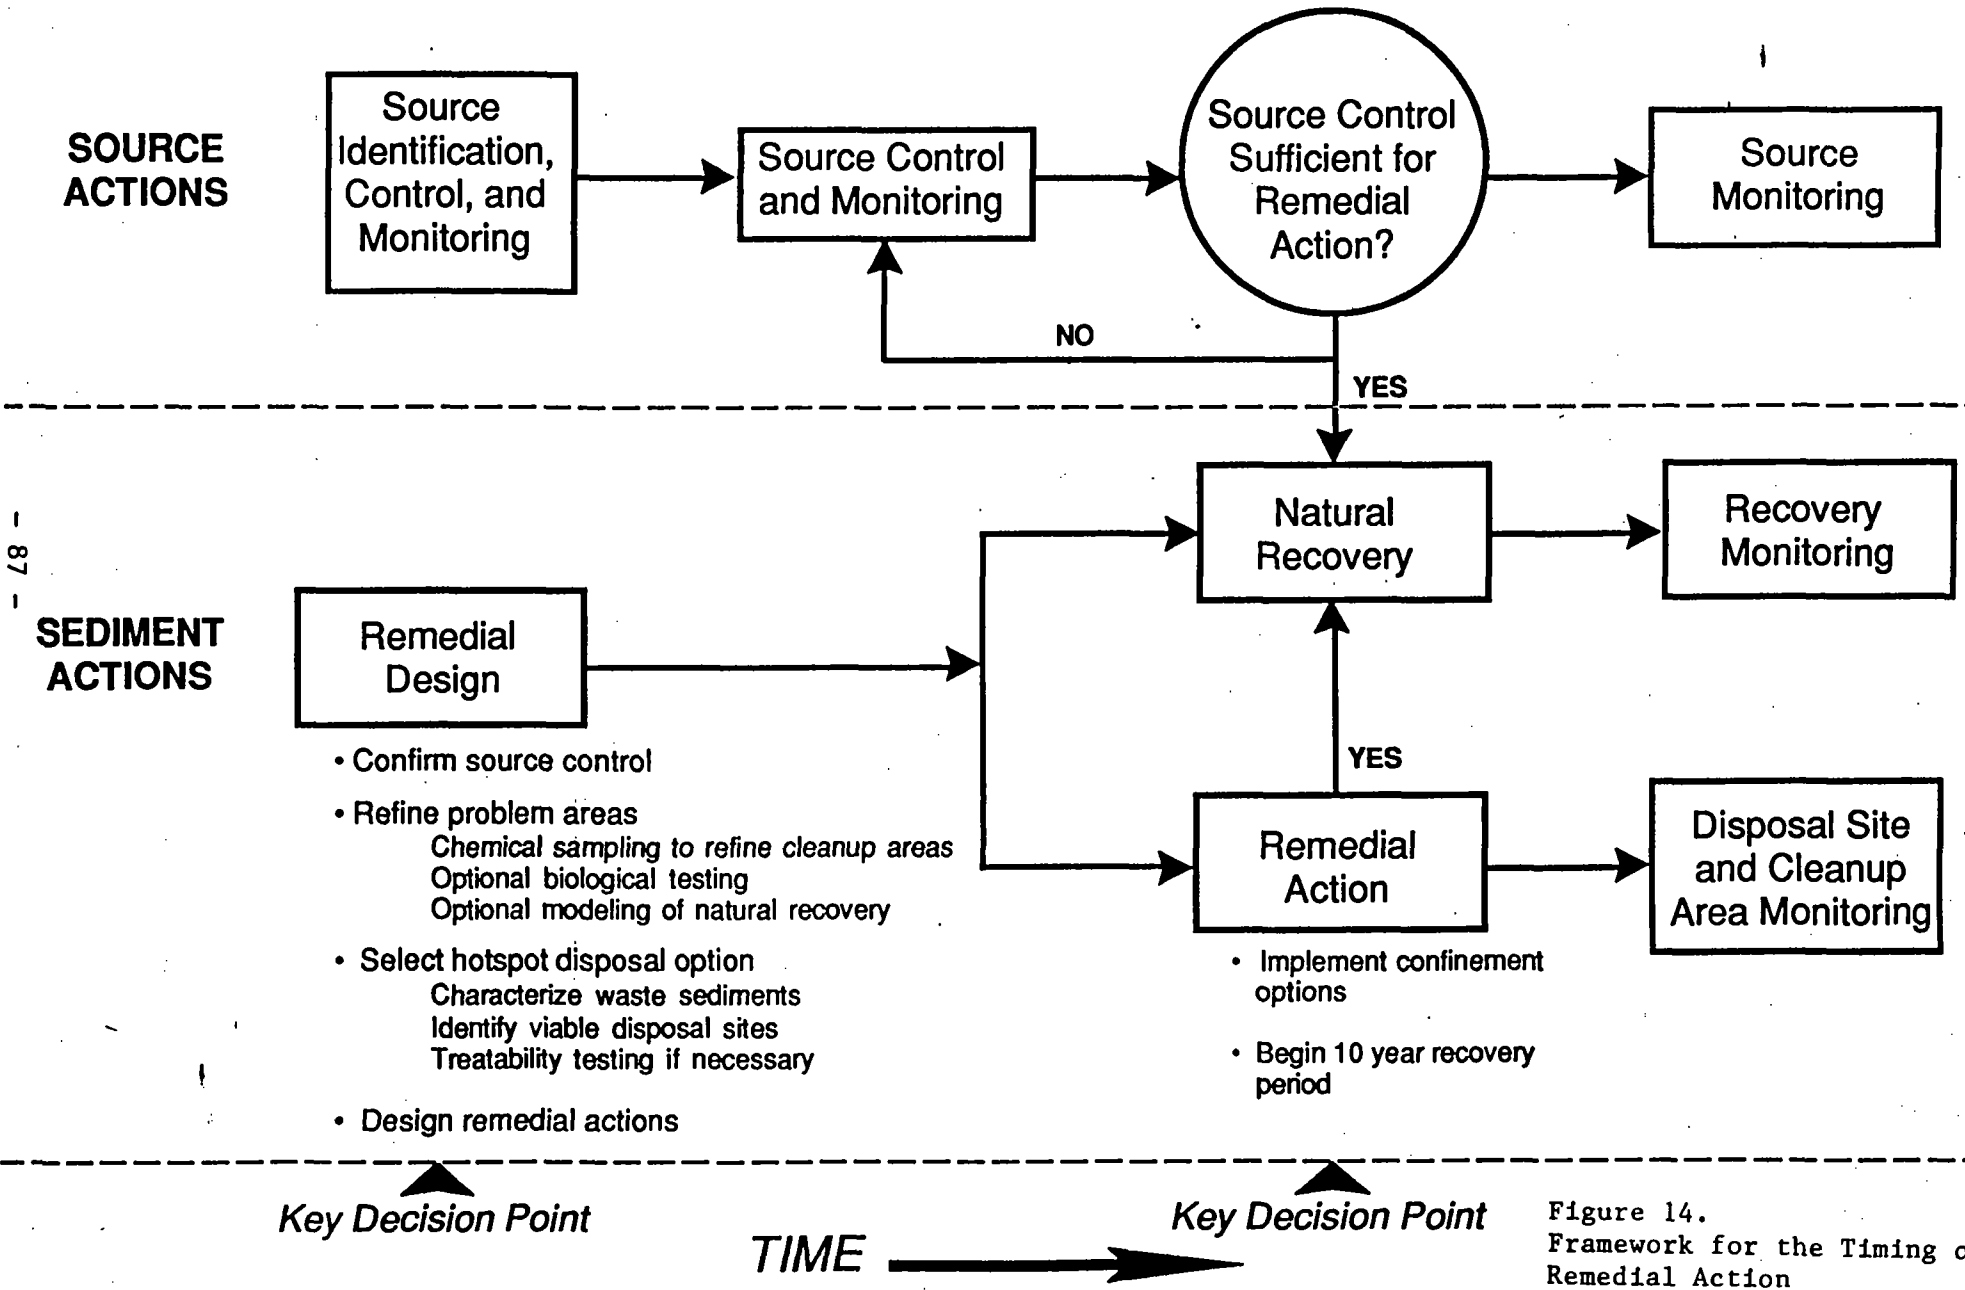 SOURCE
ACTIONS
Source
Identification,
Control, and
Monitoring
Source Control
and Monitoring
Source Control
Sufficient for
Remedial
Action?
Source
Monitoring
NO
YES
- 87 -
SEDIMENT
ACTIONS
Remedial
Design
• Confirm source control
• Refine problem areas
Chemical sampling to refine cleanup areas
Optional biological testing
Optional modeling of natural recovery
• Select hotspot disposal option
Characterize waste sediments
Identify viable disposal sites
Treatability testing if necessary
• Design remedial actions
Natural
Recovery
Recovery
Monitoring
YES
Remedial
Action
• Implement confinement
options
• Begin 10 year recovery
period
Disposal Site
and Cleanup
Area Monitoring
Key Decision Point
Key Decision Point
TIME
Figure 14.
Framework for the Timing
Remedial Action